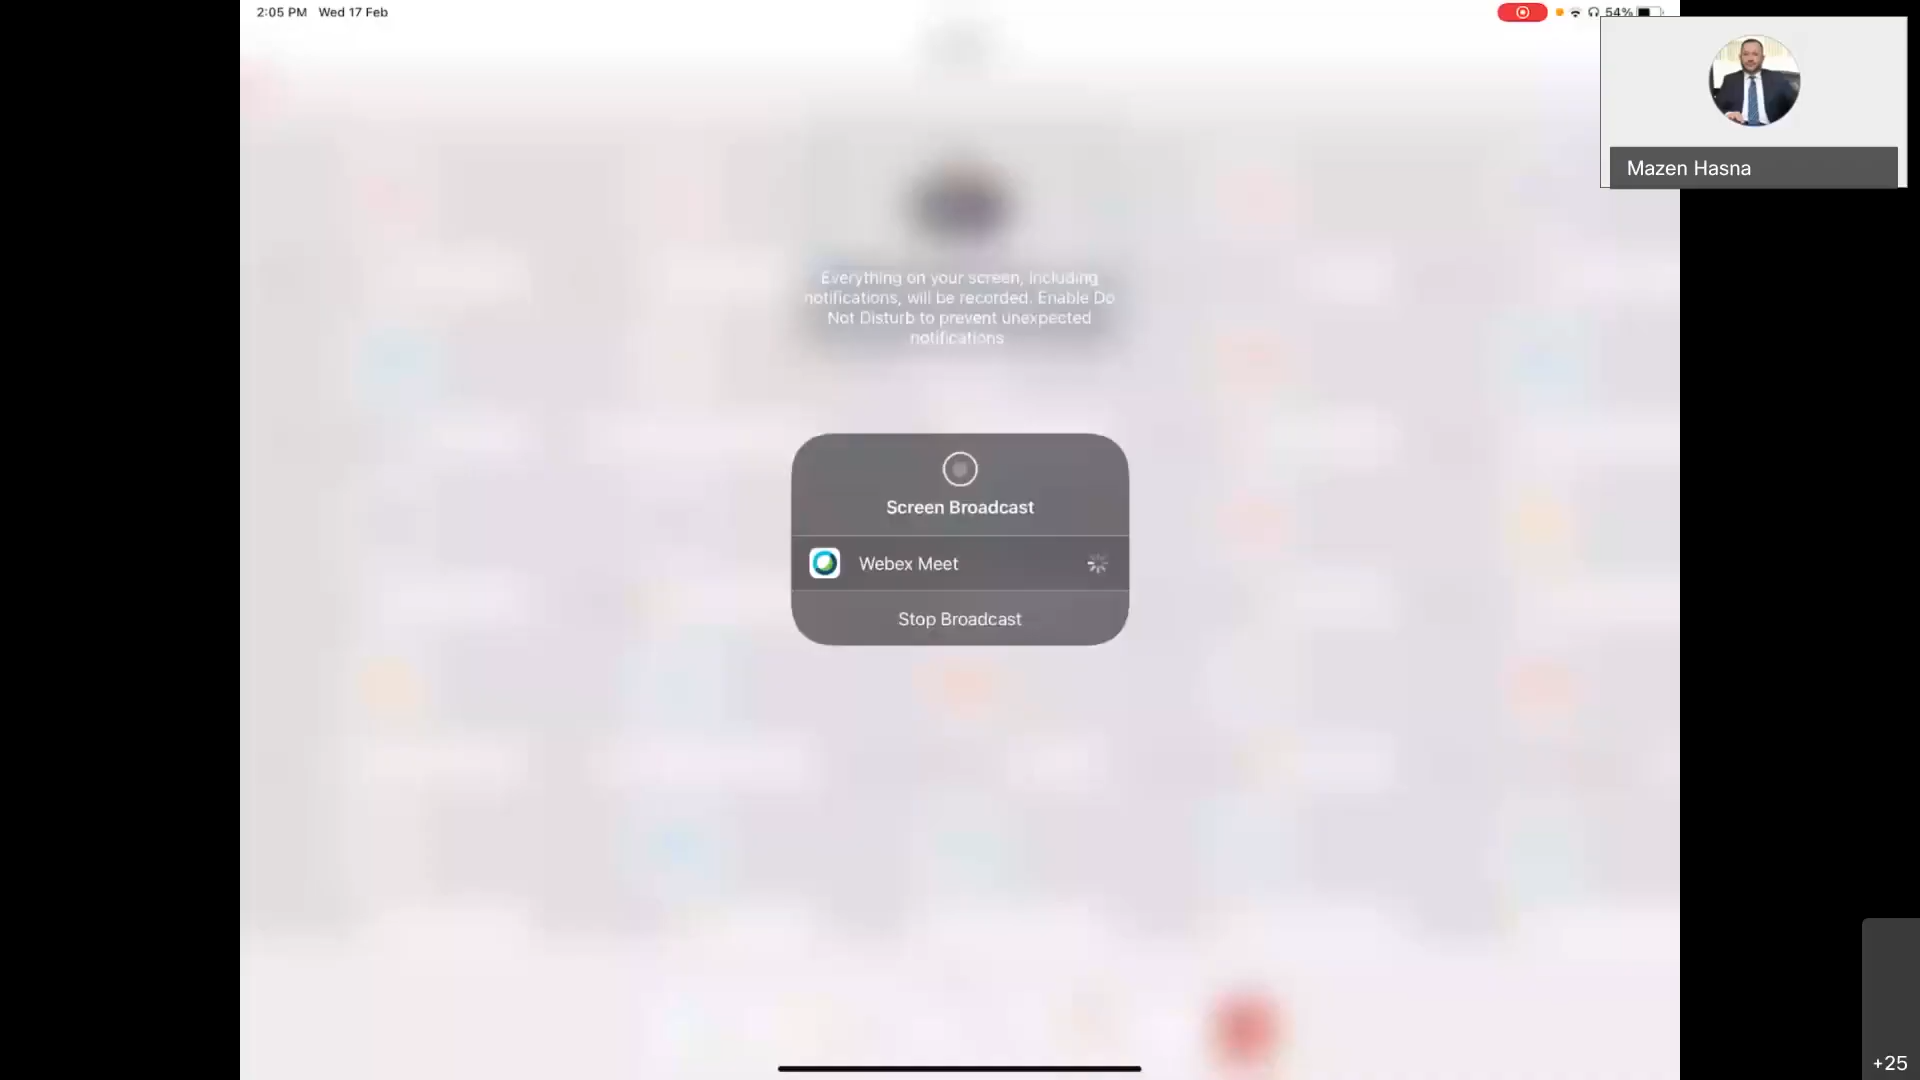 2:05 PM Wed 17 Feb
54%
Mazen Hasna
Everything on your screen, including
notifications, will be recorded. Enable Do
Not Disturb to prevent unexpected
notifications
Screen Broadcast
Webex Meet
Stop Broadcast
+25